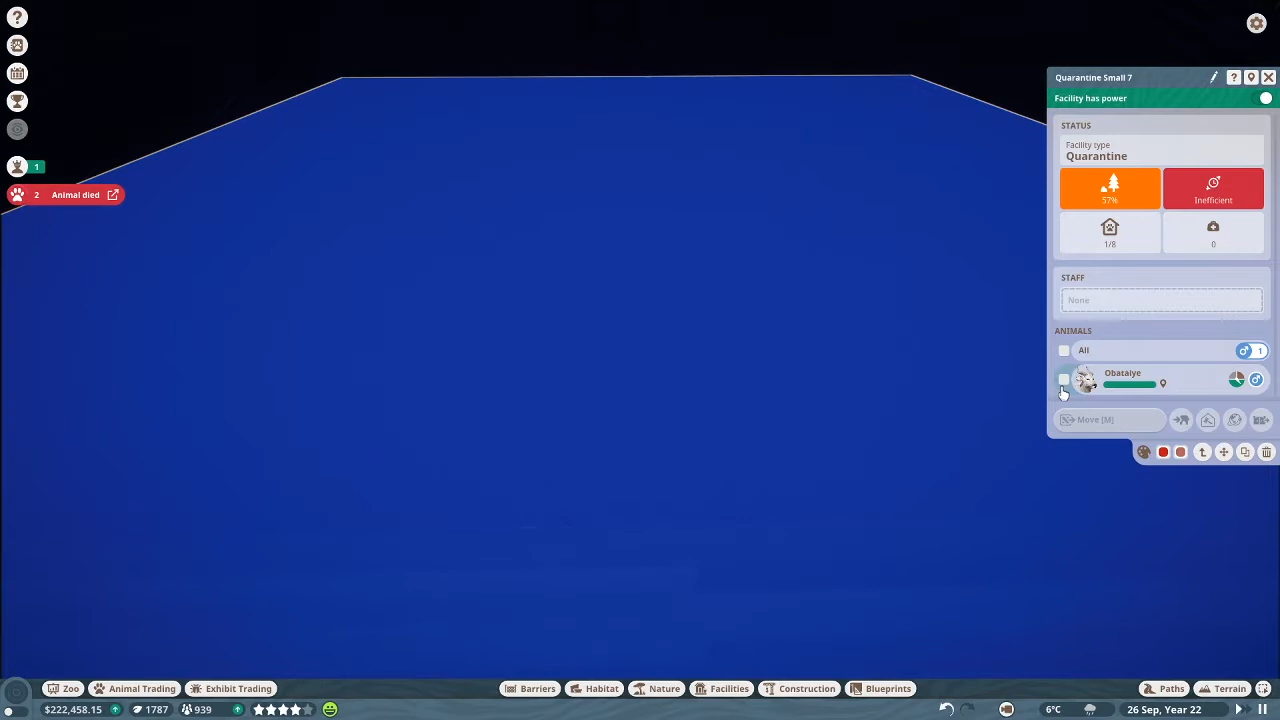 ?
Quarantine Small 7
?
Facility has power
STATUS
Facility type
Quarantine
57%
Inefficient
1/8
0
STAFF
None
ANIMALS
All
1
Obataiye
Move [M]
1
2 Animal died
Zoo
Animal Trading
Exhibit Trading
Barriers
Habitat
Nature
Facilities
Construction
Blueprints
Paths
Terrain
$222,458.15
1787
939
6°C
26 Sep, Year 22